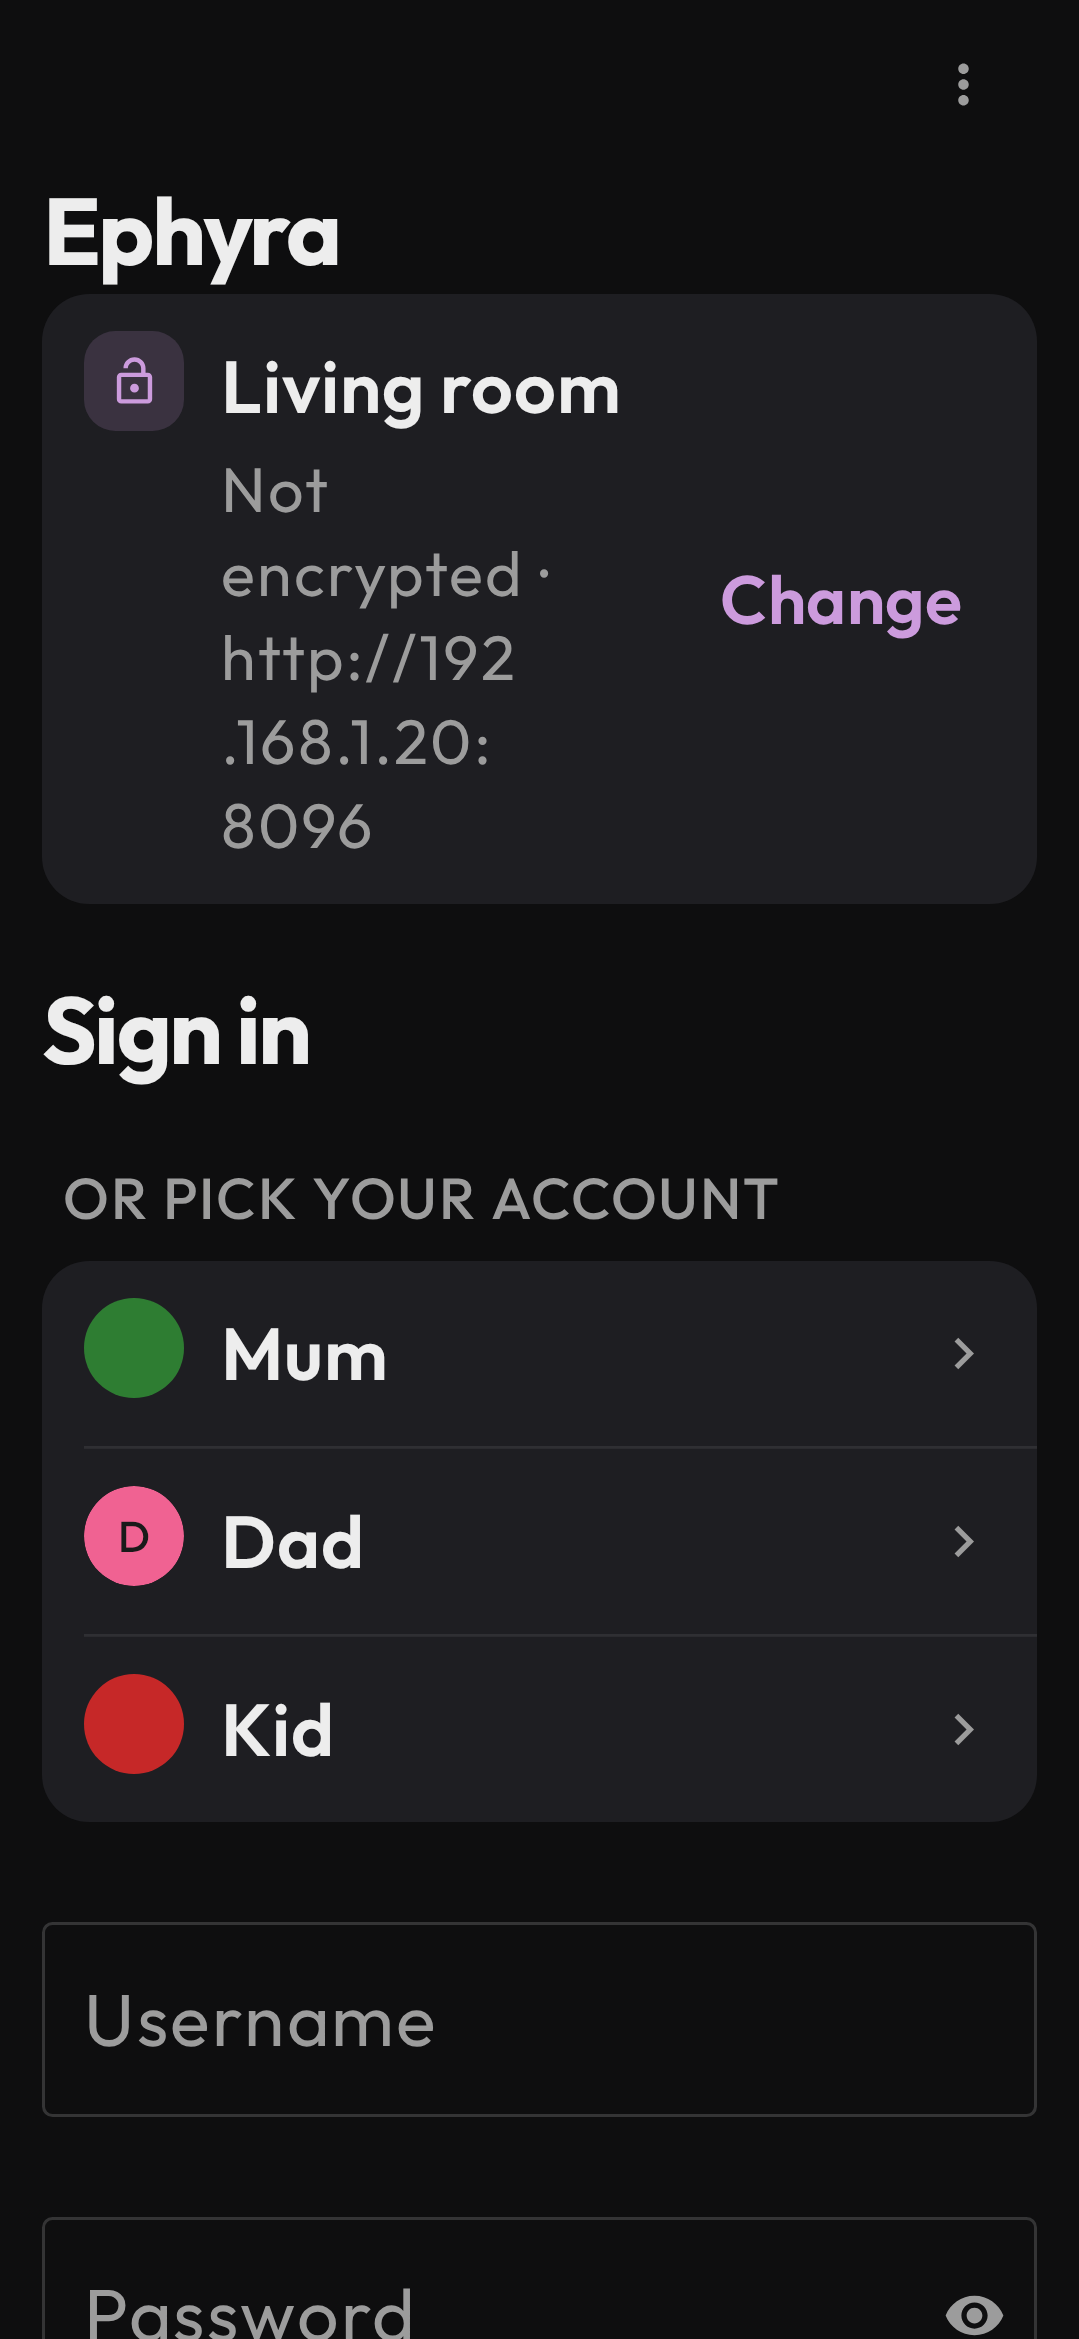 Ephyra
Living room
Not
encrypted ·
http://192
.168.1.20:
8096
Change
Sign in
OR PICK YOUR ACCOUNT
Mum
D
Dad
Kid
Username
Password